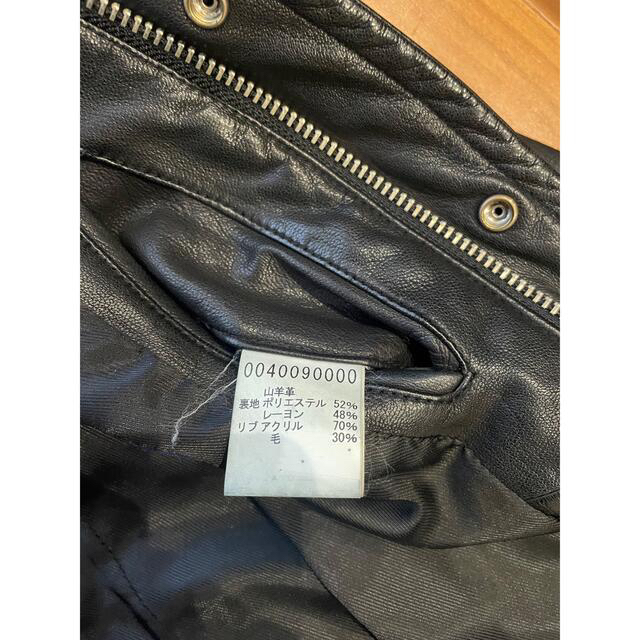 0040090000
山羊革
裏地 ポリエステル 52%
レーヨン 48%
リブ アクリル 70%
毛 30%